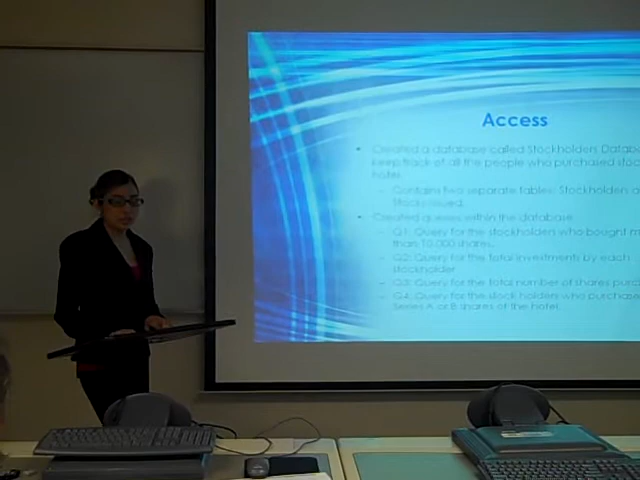 Access
• Created a database called Stockholders Databa
keep track of all the people who purchased stoc
hotel.
– Contains two separate tables: Stockholder a
Stocks Issued.
• Created queries within the database
– Q1: Query for the stockholders who bought m
than 10,000 shares.
– Q2: Query for the total investments by each
stockholder
– Q3: Query for the total number of shares purc
– Q4: Query for the stock holders who purchase
Series A or B shares of the hotel.